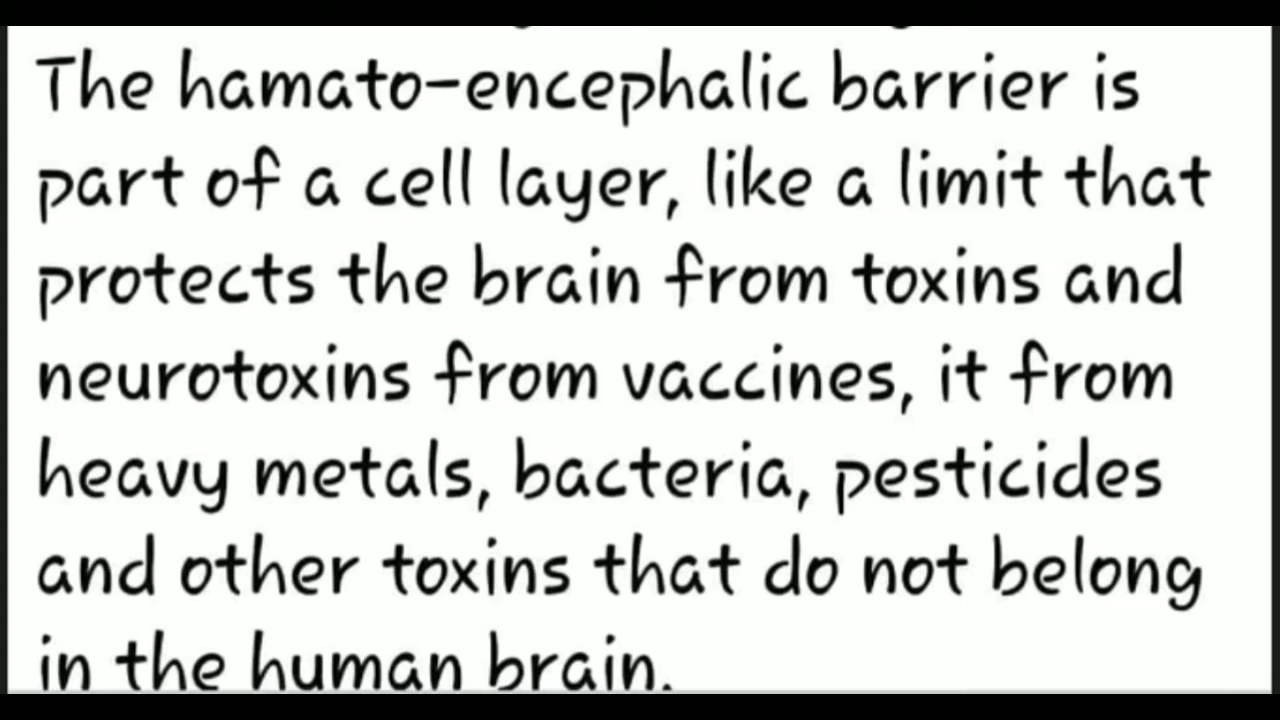 The hamato-encephalic barrier is
part of a cell layer, like a limit that
protects the brain from toxins and
neurotoxins from vaccines, it from
heavy metals, bacteria, pesticides
and other toxins that do not belong
in the human brain.